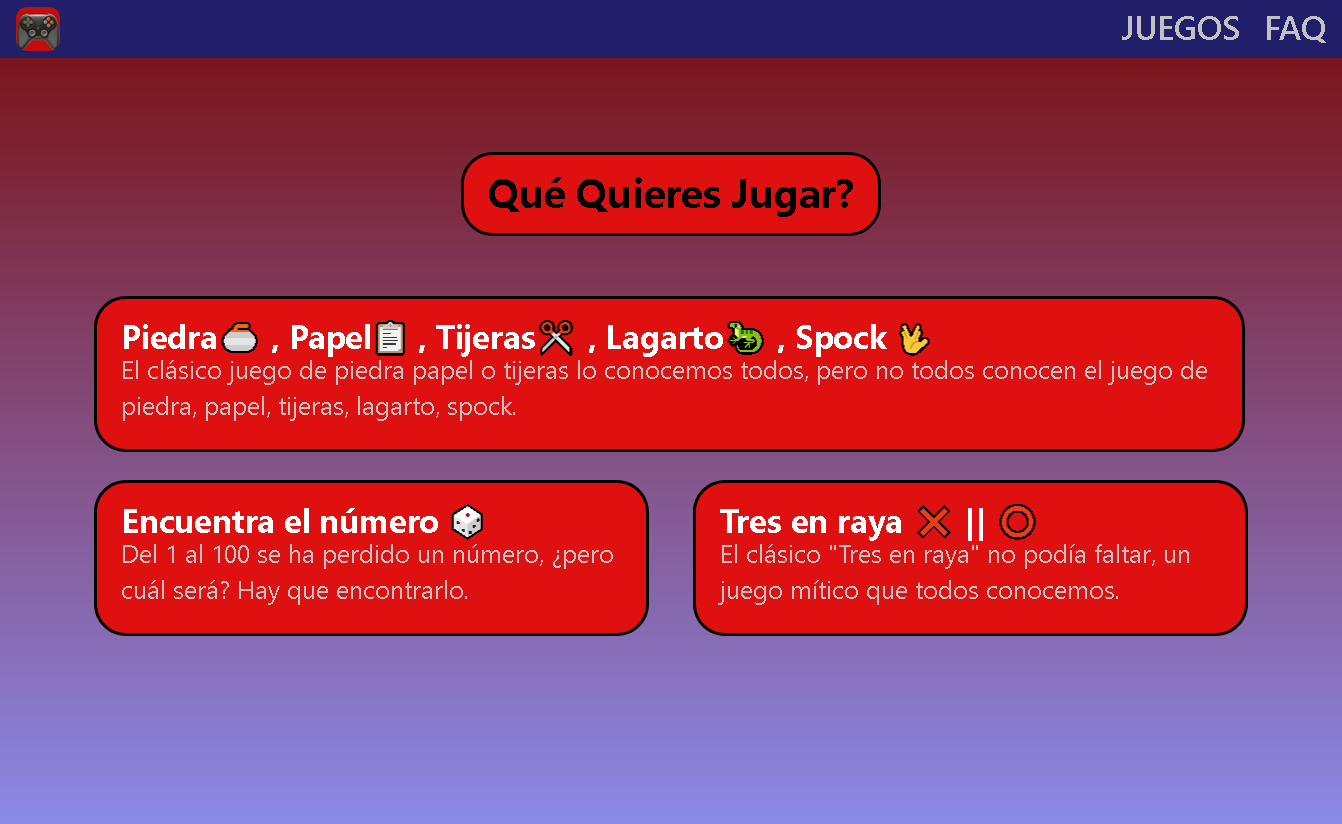 JUEGOS FAQ
Qué Quieres Jugar?
Piedra , Papel📋 , Tijeras✂ , Lagarto🦎 , Spock 🖖
El clásico juego de piedra papel o tijeras lo conocemos todos, pero no todos conocen el juego de
piedra, papel, tijeras, lagarto, spock.
Encuentra el número 🎲
Del 1 al 100 se ha perdido un número, ¿pero
cuál será? Hay que encontrarlo.
Tres en raya ❌ || ⭕
El clásico "Tres en raya" no podía faltar, un
juego mítico que todos conocemos.